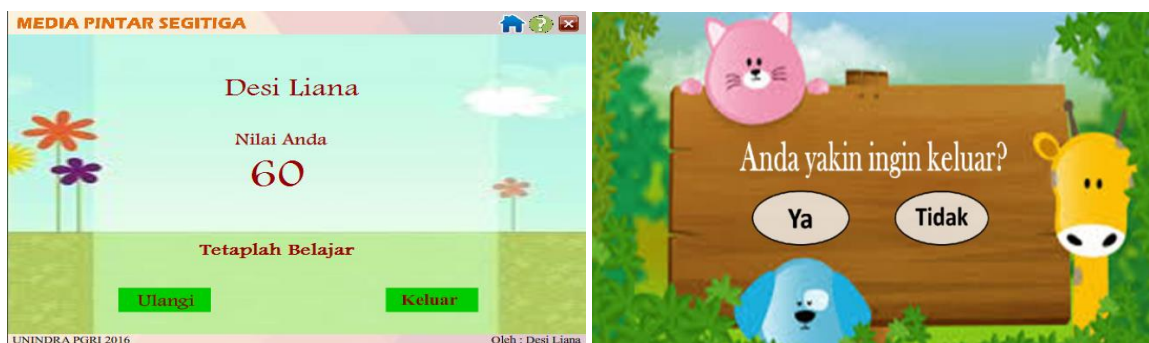 MEDIA PINTAR SEGITIGA
Desi Liana
Nilai Anda
60
Tetaplah Belajar
Ulangi
Keluar
UNINDRA PGRI 2016
Oleh : Desi Liana
Anda yakin ingin keluar?
Ya
Tidak